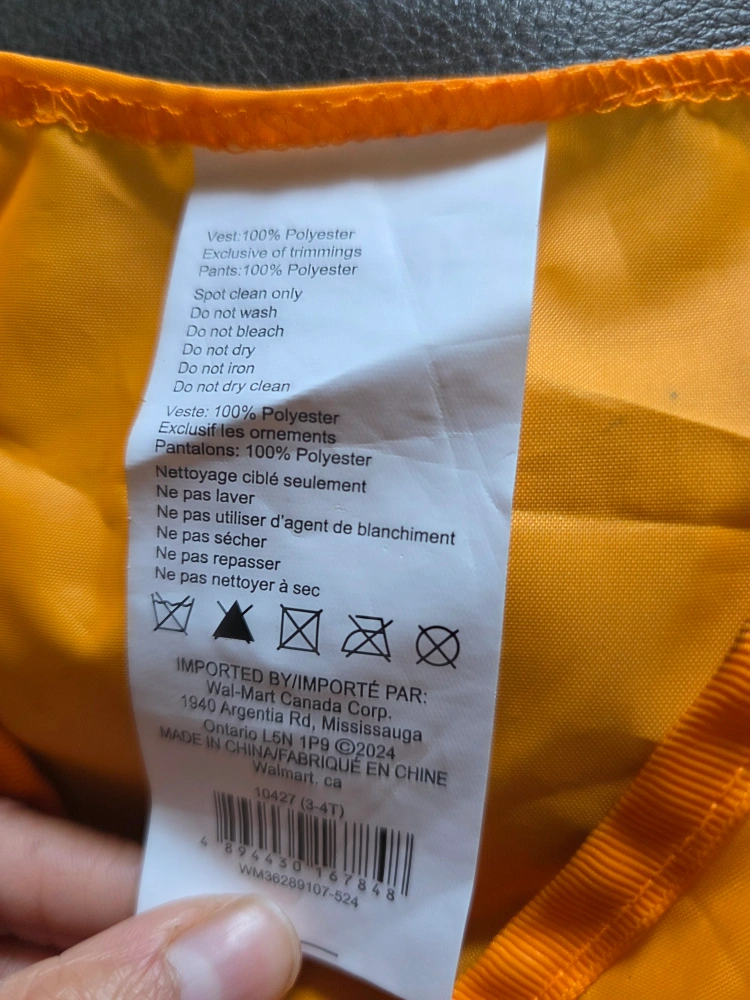 Vest:100% Polyester
Exclusive of trimmings
Pants:100% Polyester
Spot clean only
Do not wash
Do not bleach
Do not dry
Do not iron
Do not dry clean
Veste: 100% Polyester
Exclusif les ornements
Pantalons: 100% Polyester
Nettoyage ciblé seulement
Ne pas laver
Ne pas utiliser d'agent de blanchiment
Ne pas sécher
Ne pas repasser
Ne pas nettoyer à sec
IMPORTED BY/IMPORTÉ PAR:
Wal-Mart Canada Corp.
1940 Argentia Rd, Mississauga
Ontario L5N 1P9 ©2024
MADE IN CHINA/FABRIQUÉ EN CHINE
Walmart. ca
10427 (3-4T)
4 894430 167848
WM36289107-524